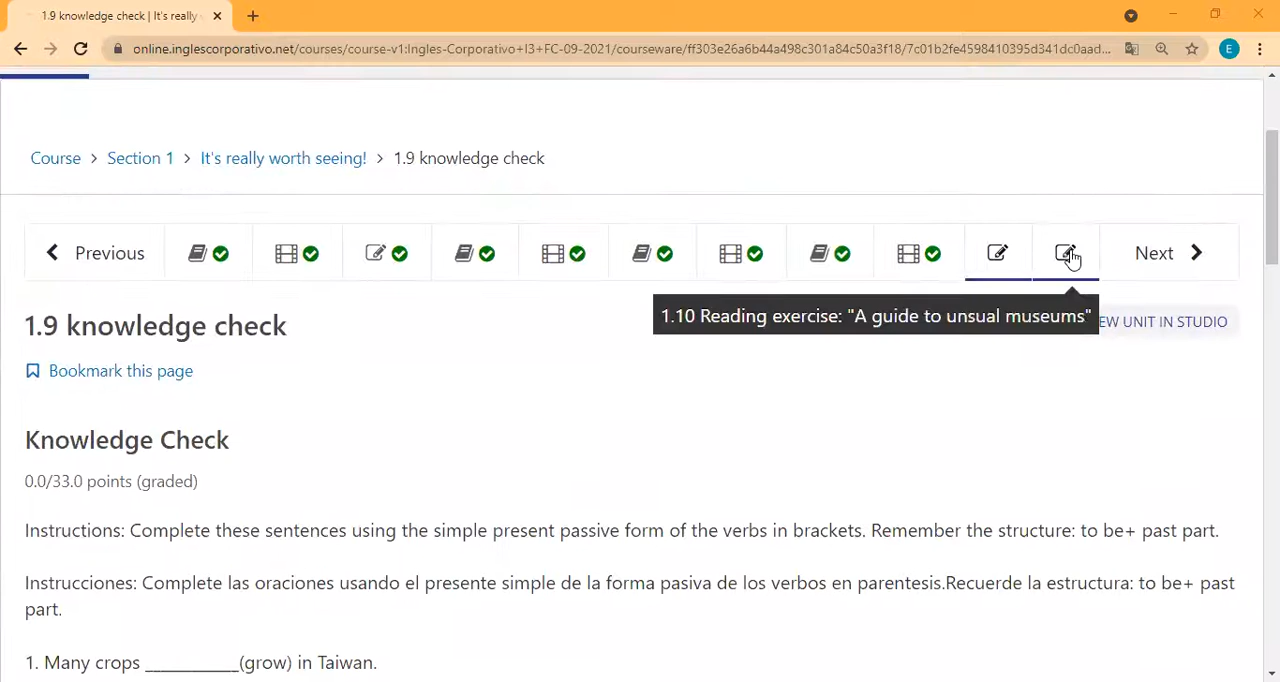 1.9 knowledge check | It's really
online.inglescorporativo.net/courses/course-v1:Ingles-Corporativo+I3+FC-09-2021/courseware/ff303e26a6b44a498c301a84c50a3f18/7c01b2fe4598410395d341dc0aad...
E
Course > Section 1 > It's really worth seeing! > 1.9 knowledge check
Previous
Next
1.10 Reading exercise: "A guide to unsual museums"
EW UNIT IN STUDIO
1.9 knowledge check
Bookmark this page
Knowledge Check
0.0/33.0 points (graded)
Instructions: Complete these sentences using the simple present passive form of the verbs in brackets. Remember the structure: to be+ past part.
Instrucciones: Complete las oraciones usando el presente simple de la forma pasiva de los verbos en parentesis.Recuerde la estructura: to be+ past
part.
1. Many crops ___________(grow) in Taiwan.